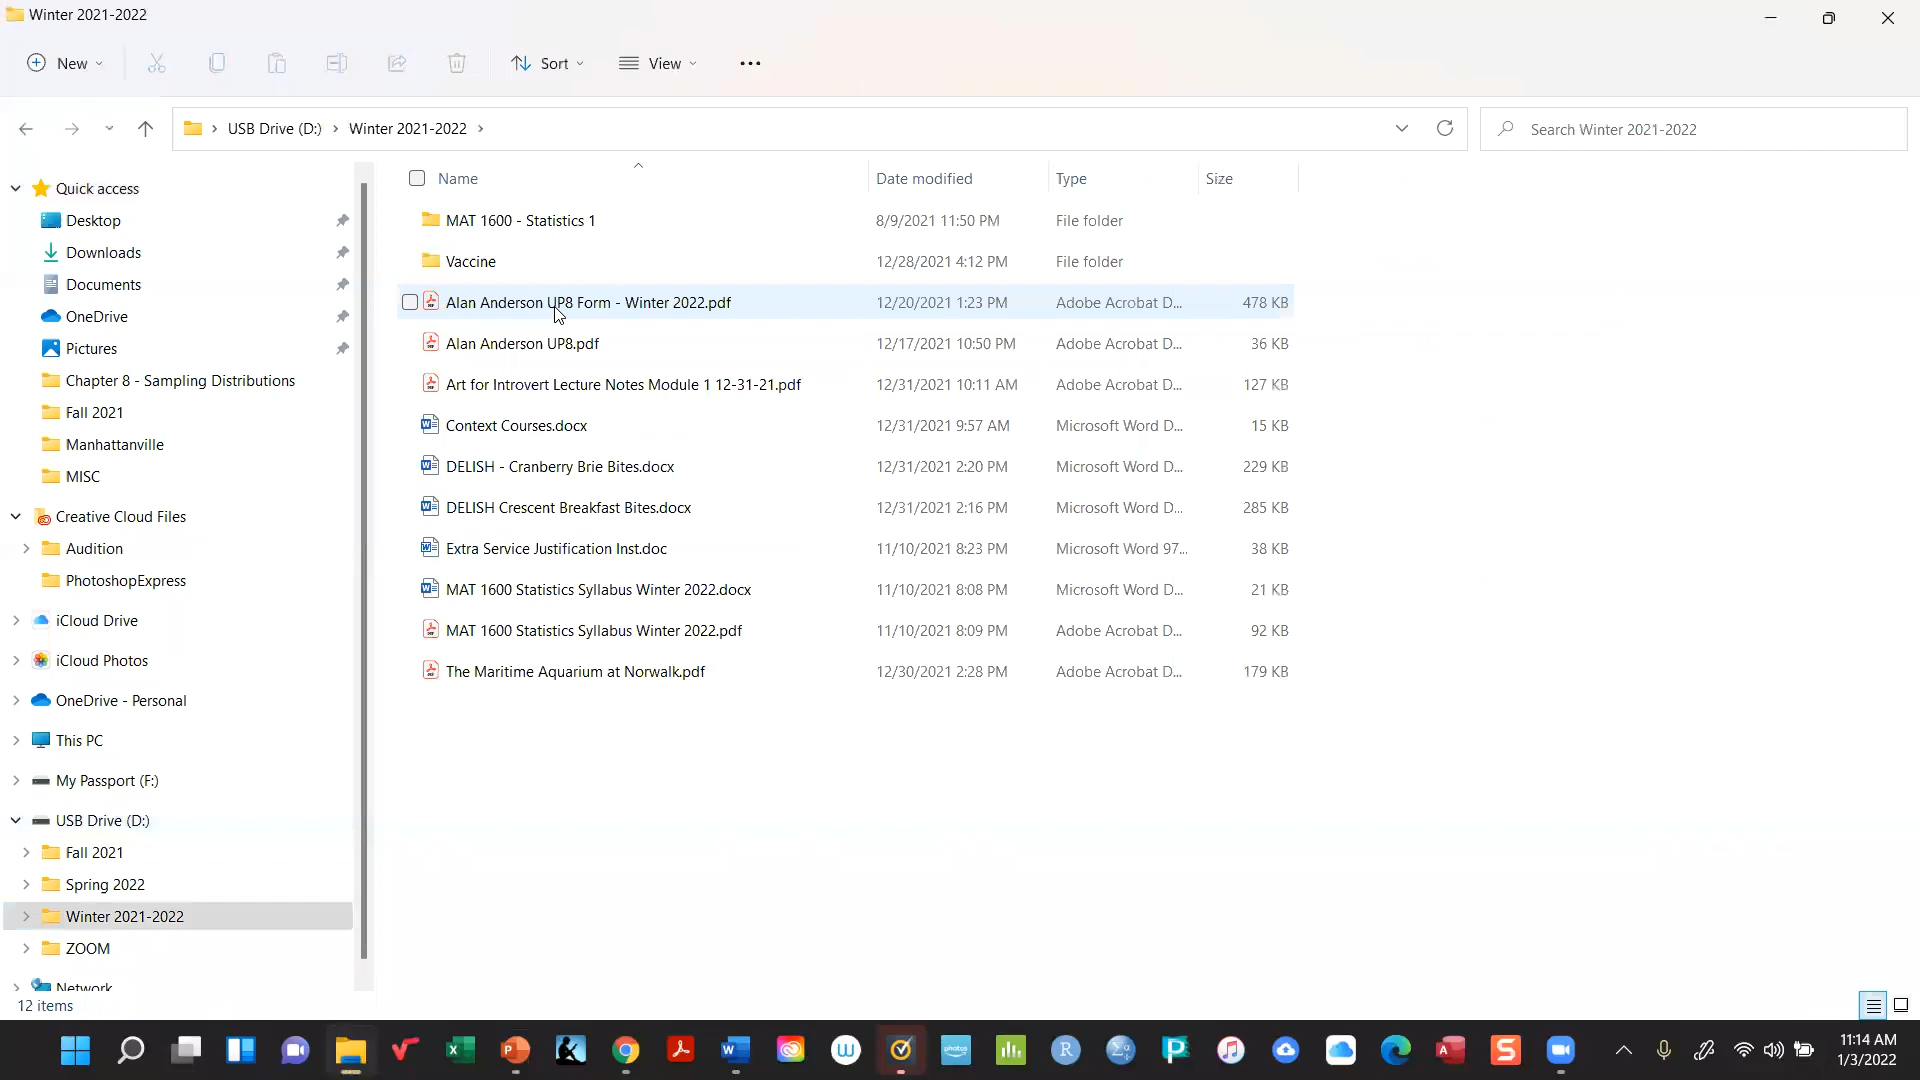 Winter 2021-2022
New
Sort
View
USB Drive (D:) > Winter 2021-2022 >
Search Winter 2021-2022
Quick access
Desktop
Downloads
Documents
OneDrive
Pictures
Chapter 8 - Sampling Distributions
Fall 2021
Manhattanville
MISC
Creative Cloud Files
Audition
PhotoshopExpress
iCloud Drive
iCloud Photos
OneDrive - Personal
This PC
My Passport (F:)
USB Drive (D:)
Fall 2021
Spring 2022
Winter 2021-2022
ZOOM
Network
Name Date modified Type Size
MAT 1600 - Statistics 1 8/9/2021 11:50 PM File folder
Vaccine 12/28/2021 4:12 PM File folder
Alan Anderson UP8 Form - Winter 2022.pdf 12/20/2021 1:23 PM Adobe Acrobat D... 478 KB
Alan Anderson UP8.pdf 12/17/2021 10:50 PM Adobe Acrobat D... 36 KB
Art for Introvert Lecture Notes Module 1 12-31-21.pdf 12/31/2021 10:11 AM Adobe Acrobat D... 127 KB
Context Courses.docx 12/31/2021 9:57 AM Microsoft Word D... 15 KB
DELISH - Cranberry Brie Bites.docx 12/31/2021 2:20 PM Microsoft Word D... 229 KB
DELISH Crescent Breakfast Bites.docx 12/31/2021 2:16 PM Microsoft Word D... 285 KB
Extra Service Justification Inst.doc 11/10/2021 8:23 PM Microsoft Word 97... 38 KB
MAT 1600 Statistics Syllabus Winter 2022.docx 11/10/2021 8:08 PM Microsoft Word D... 21 KB
MAT 1600 Statistics Syllabus Winter 2022.pdf 11/10/2021 8:09 PM Adobe Acrobat D... 92 KB
The Maritime Aquarium at Norwalk.pdf 12/30/2021 2:28 PM Adobe Acrobat D... 179 KB
12 items
photos
11:14 AM
1/3/2022